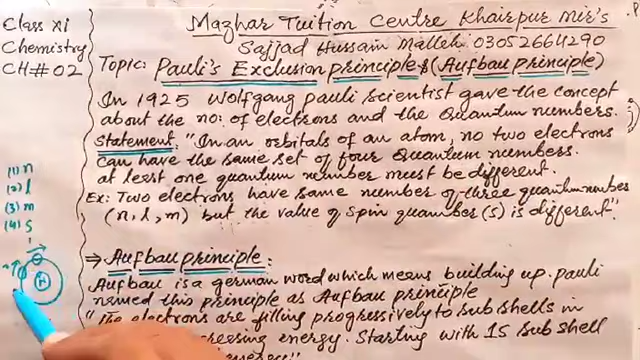 Class xi
Chemistry
CH# 02
Mazhar Tuition Centre Khairpur Mir's
Sajjad Hussain Malleh 03052664290
Topic: Pauli's Exclusion principle & (Aufbau principle)
In 1925 Wolfgang pauli scientist gave the concept
about the no: of electrons and the Quantum numbers.
Statement: "In an orbitals of an atom, no two electrons
can have the same set of four Quantum numbers.
at least one quantum number must be different.
Ex: Two electrons have same number of three quantum numbers
(n, l, m) but the value of spin quamber (s) is different".
(1) n
(2) l
(3) m
(4) s
N
⇒ Aufbau principle:
Aufbau is a german word which means building up. pauli
named this principle as Aufbau principle
"The electrons are filling progressively to sub shells in
energy. Starting with 1S sub shell